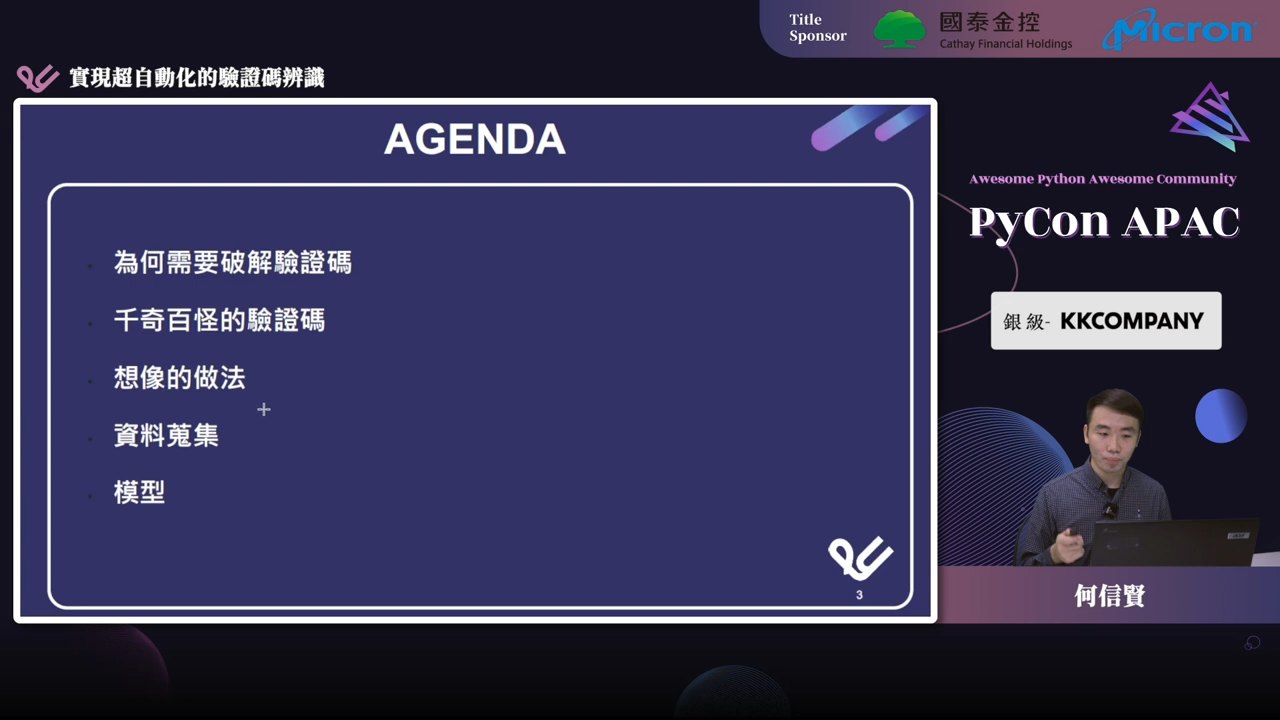 Title
Sponsor
國泰金控
Cathay Financial Holdings
Micron
實現超自動化的驗證碼辨識
AGENDA
為何需要破解驗證碼
千奇百怪的驗證碼
想像的做法
資料蒐集
模型
3
Awesome Python Awesome Community
PyCon APAC
銀級- KKCOMPANY
何信賢